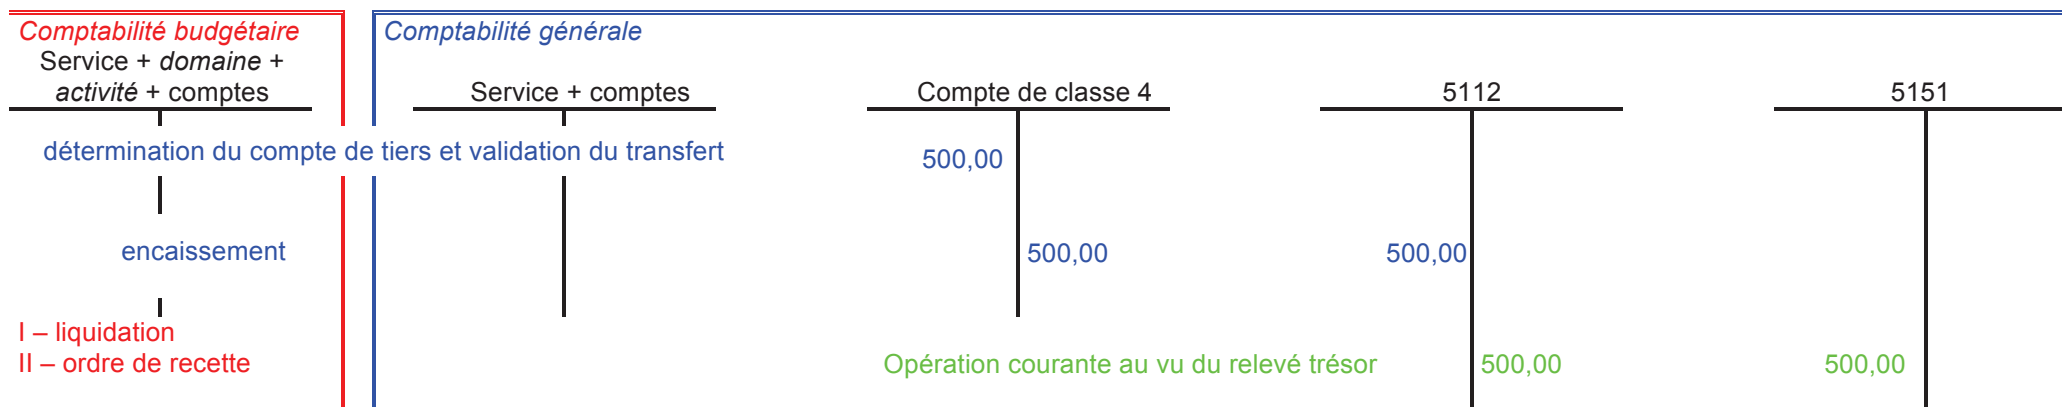 Comptabilité budgétaire
Service + domaine +
activité + comptes
Comptabilité générale
Service + comptes
Compte de classe 4
5112
5151
détermination du compte de tiers et validation du transfert
500,00
encaissement
500,00
500,00
I – liquidation
II – ordre de recette
Opération courante au vu du relevé trésor
500,00
500,00